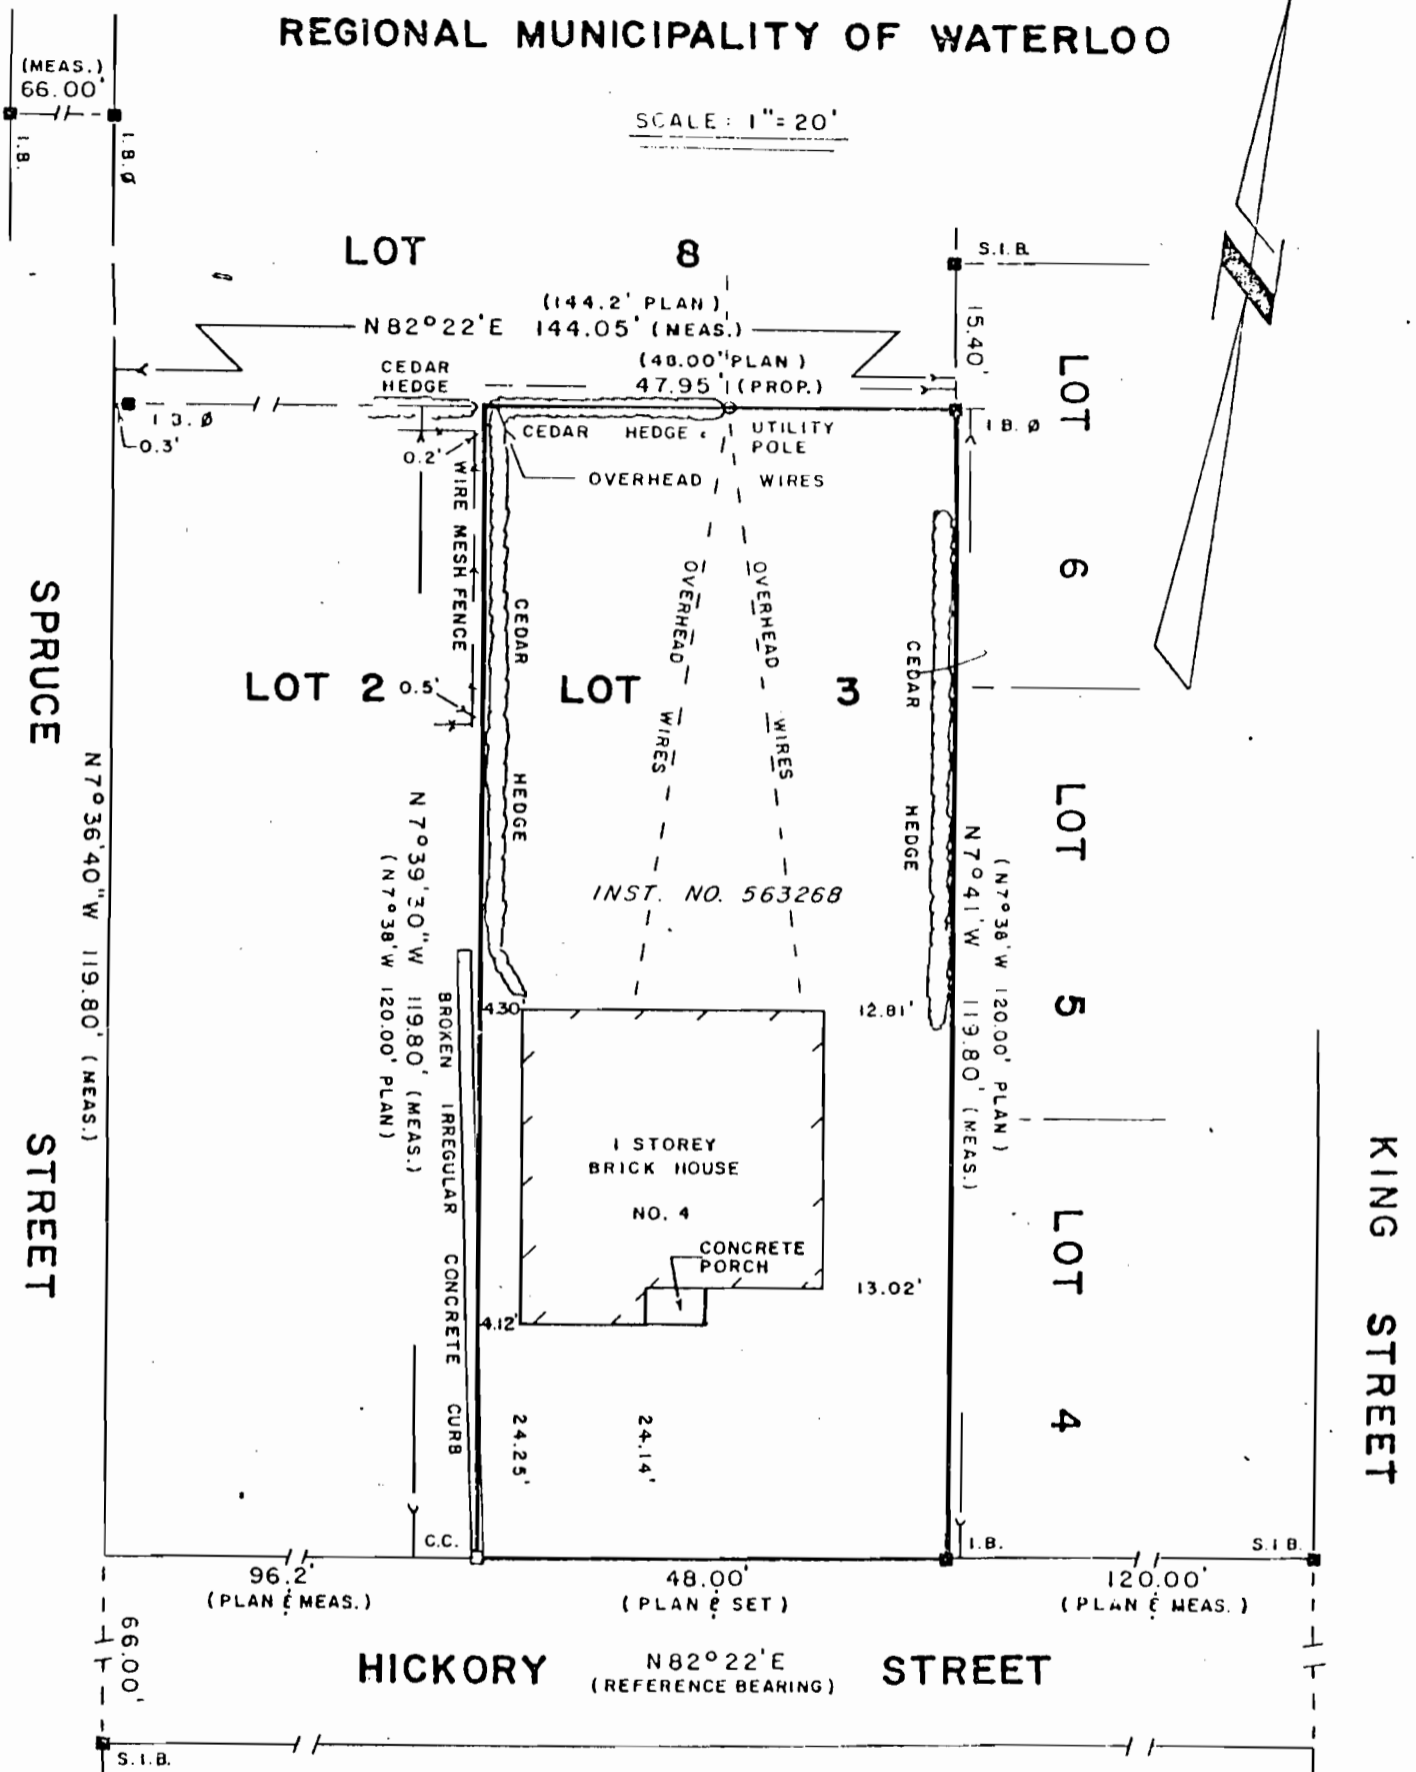 REGIONAL MUNICIPALITY OF WATERLOO
(MEAS.)
66.00'
SCALE: 1"=20'
I.B.
I.B.Ø
LOT 8
S.I.B.
(144.2' PLAN)
N82°22'E 144.05' (MEAS.)
(48.00' PLAN)
47.95' (PROP.)
15.40'
CEDAR
HEDGE
I.B.Ø
0.3'
0.2'
CEDAR HEDGE
UTILITY
POLE
I.B.Ø
OVERHEAD WIRES
WIRE MESH FENCE
CEDAR HEDGE
OVERHEAD WIRES
OVERHEAD WIRES
CEDAR HEDGE
LOT 6
SPRUCE STREET
LOT 2
0.5'
LOT 3
N7°36'40"W 119.80' (MEAS.)
N7°39'30"W 119.80' (MEAS.)
(N7°38'W 120.00' PLAN)
INST. NO. 563268
N7°41'W 119.80' (MEAS.)
(N7°38'W 120.00' PLAN)
LOT 5
BROKEN IRREGULAR CONCRETE CURB
4.30'
12.81'
1 STOREY
BRICK HOUSE
NO. 4
CONCRETE
PORCH
13.02'
4.12'
LOT 4
KING STREET
24.25'
24.14'
C.C.
I.B.
S.I.B.
96.2'
(PLAN & MEAS.)
48.00'
(PLAN & SET)
120.00'
(PLAN & MEAS.)
66.00'
HICKORY STREET
N82°22'E
(REFERENCE BEARING)
S.I.B.